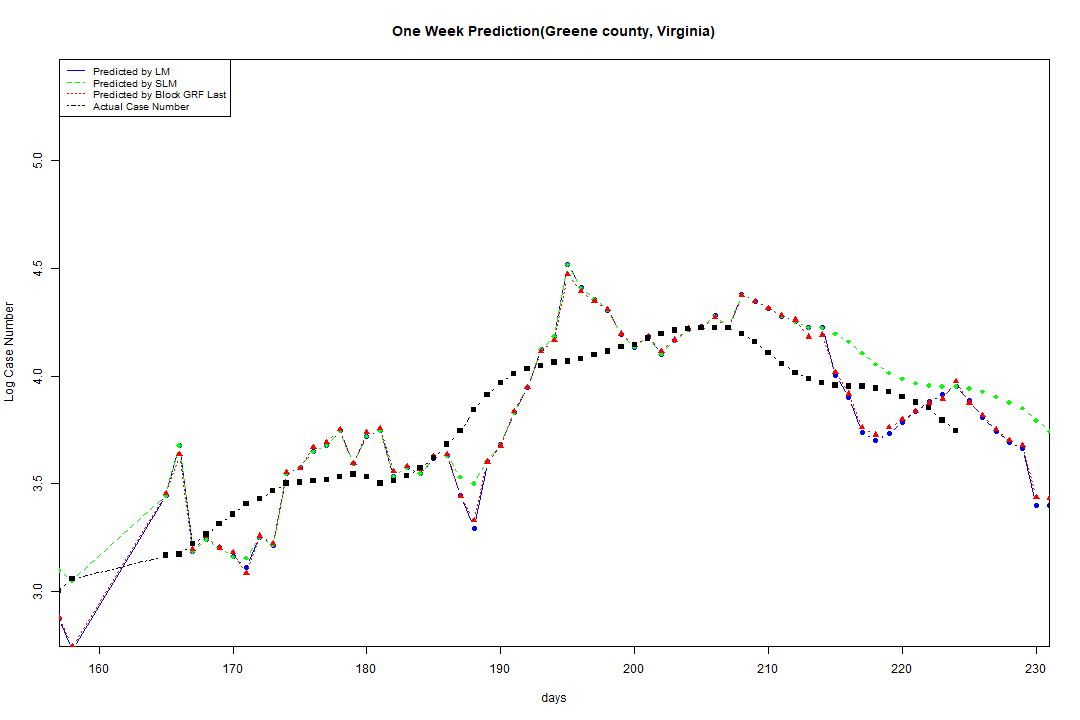 One Week Prediction(Greene county, Virginia)
Predicted by LM
Predicted by SLM
Predicted by Block GRF Last
Actual Case Number
Log Case Number
5.0
4.5
4.0
3.5
3.0
160 170 180 190 200 210 220 230
days